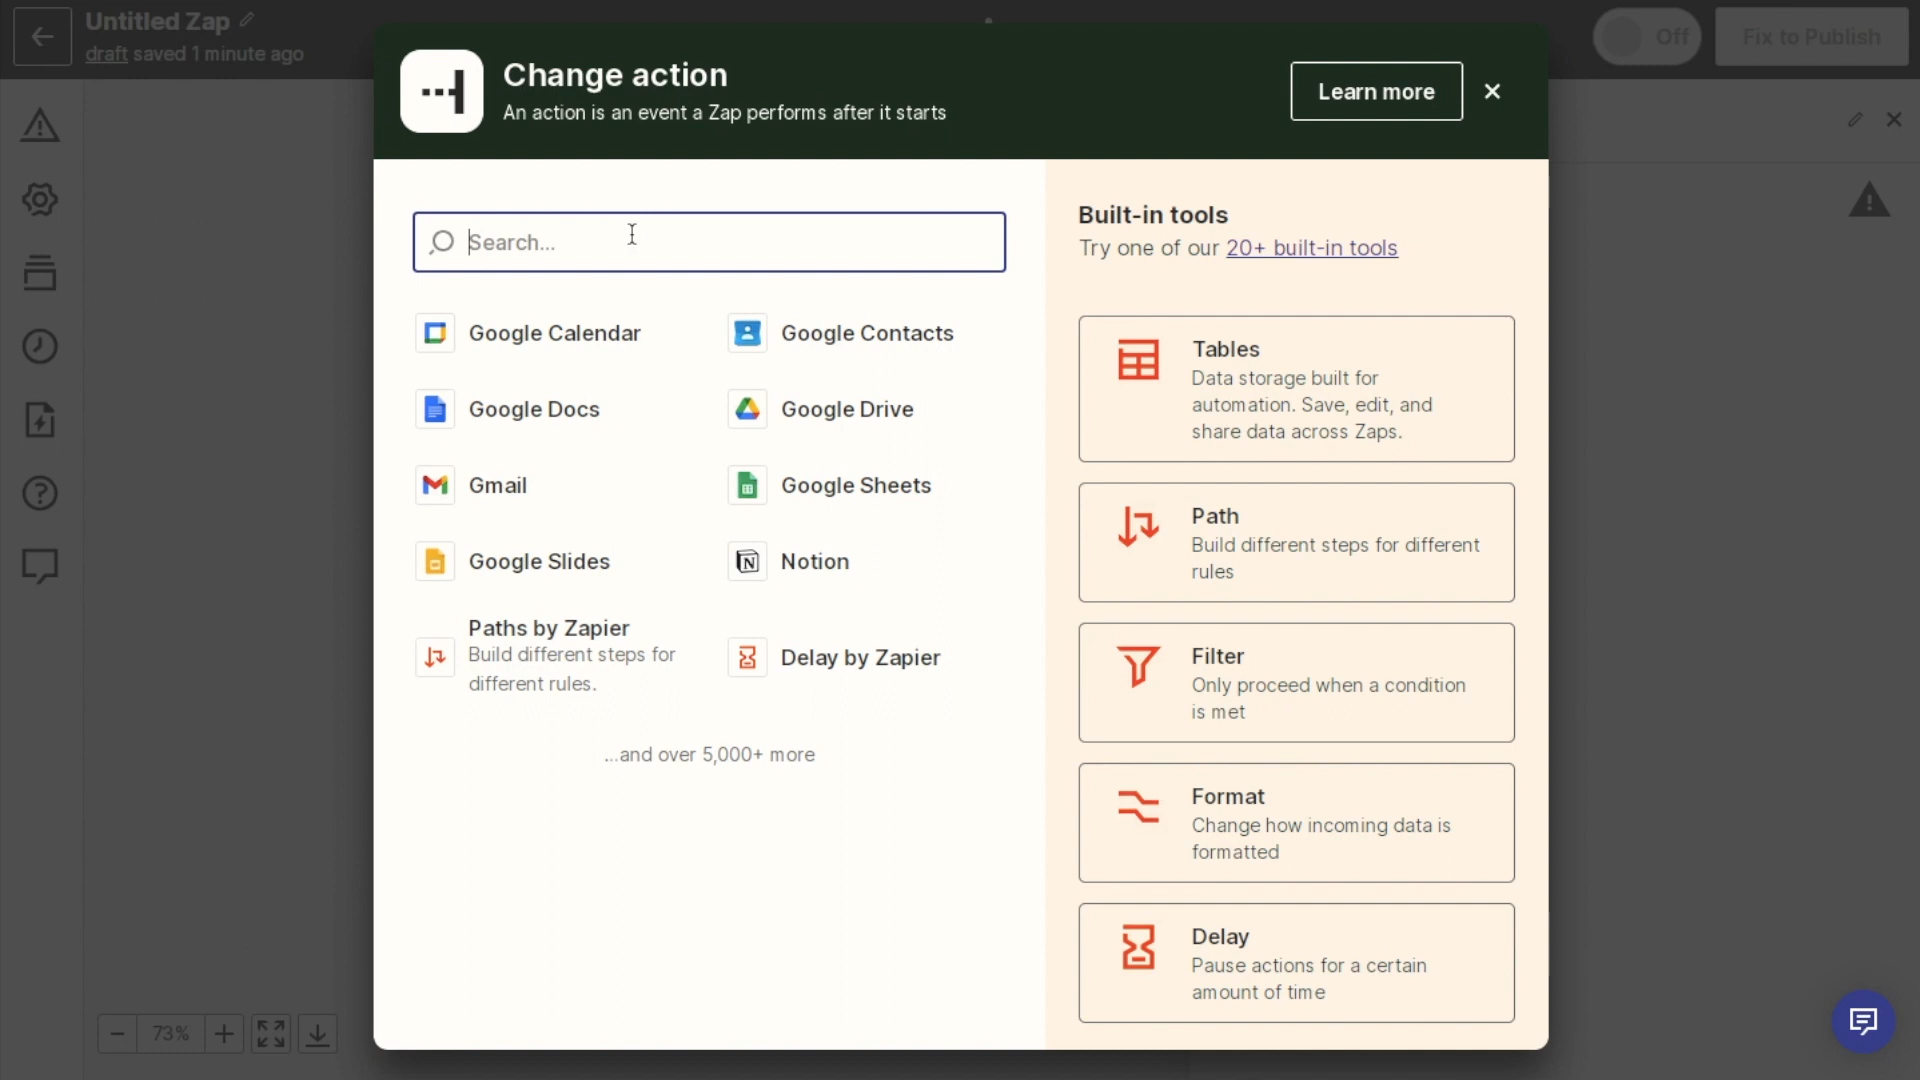 Untitled Zap
draft saved 1 minute ago
Off
Fix to Publish
Change action
An action is an event a Zap performs after it starts
Learn more
Search...
Google Calendar
Google Contacts
Google Docs
Google Drive
Gmail
Google Sheets
Google Slides
Notion
Paths by Zapier
Build different steps for
different rules.
Delay by Zapier
...and over 5,000+ more
Built-in tools
Try one of our 20+ built-in tools
Tables
Data storage built for
automation. Save, edit, and
share data across Zaps.
Path
Build different steps for different
rules
Filter
Only proceed when a condition
is met
Format
Change how incoming data is
formatted
Delay
Pause actions for a certain
amount of time
73%